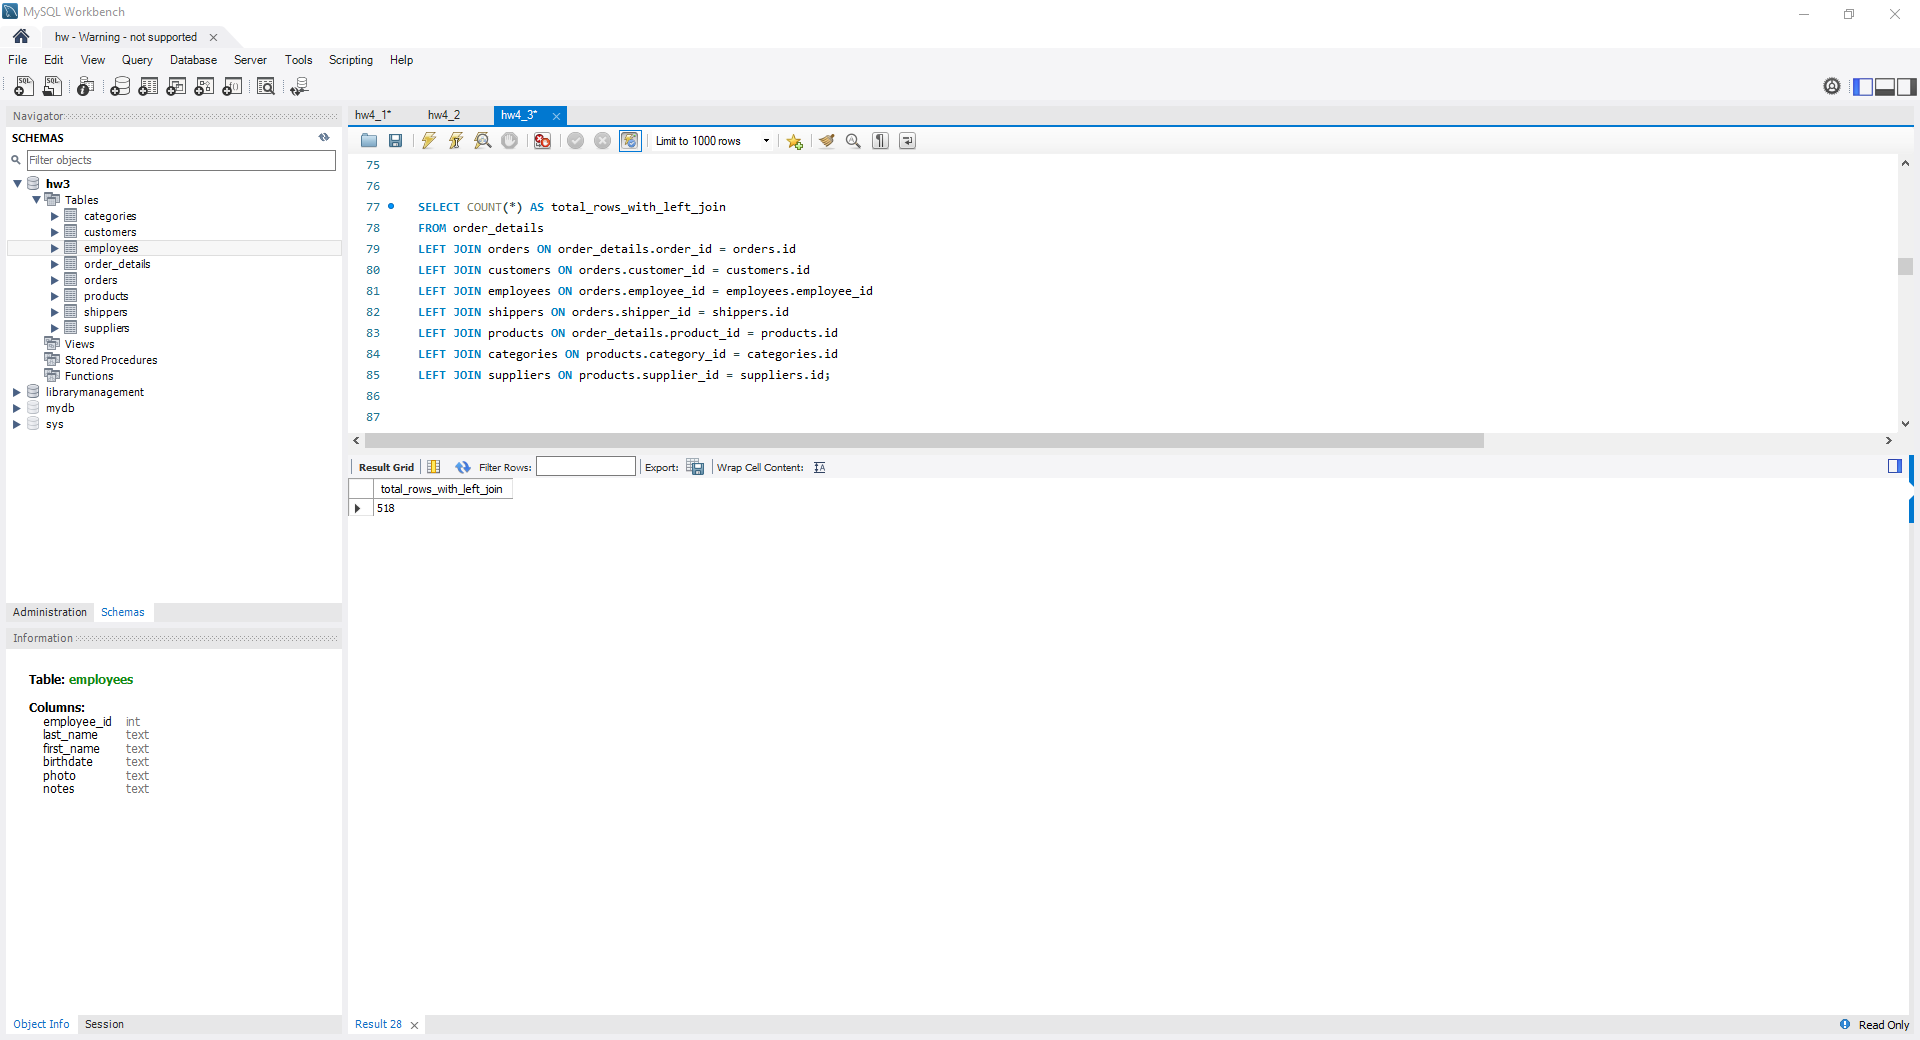 MySQL Workbench
hw - Warning - not supported
File Edit View Query Database Server Tools Scripting Help
Navigator
SCHEMAS
Filter objects
hw3
Tables
categories
customers
employees
order_details
orders
products
shippers
suppliers
Views
Stored Procedures
Functions
librarymanagement
mydb
sys
Administration Schemas
Information
Table: employees
Columns:
employee_id int
last_name text
first_name text
birthdate text
photo text
notes text
Object Info Session
hw4_1* hw4_2 hw4_3*
Limit to 1000 rows
75
76
77 SELECT COUNT(*) AS total_rows_with_left_join
78 FROM order_details
79 LEFT JOIN orders ON order_details.order_id = orders.id
80 LEFT JOIN customers ON orders.customer_id = customers.id
81 LEFT JOIN employees ON orders.employee_id = employees.employee_id
82 LEFT JOIN shippers ON orders.shipper_id = shippers.id
83 LEFT JOIN products ON order_details.product_id = products.id
84 LEFT JOIN categories ON products.category_id = categories.id
85 LEFT JOIN suppliers ON products.supplier_id = suppliers.id;
86
87
Result Grid Filter Rows: Export: Wrap Cell Content:
total_rows_with_left_join
518
Result 28
Read Only